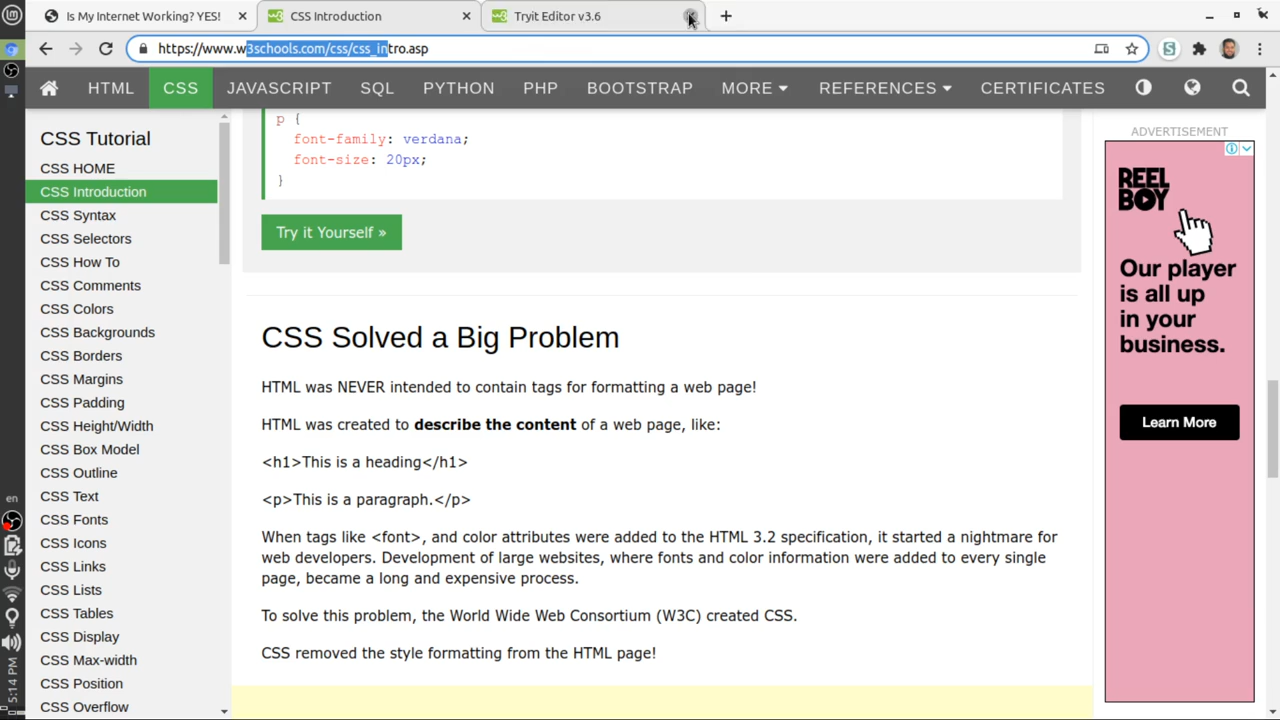 Is My Internet Working? YES!
CSS Introduction
Tryit Editor v3.6
https://www.w3schools.com/css/css_intro.asp
HTML
CSS
JAVASCRIPT
SQL
PYTHON
PHP
BOOTSTRAP
MORE
REFERENCES
CERTIFICATES
CSS Tutorial
CSS HOME
CSS Introduction
CSS Syntax
CSS Selectors
CSS How To
CSS Comments
CSS Colors
CSS Backgrounds
CSS Borders
CSS Margins
CSS Padding
CSS Height/Width
CSS Box Model
CSS Outline
CSS Text
CSS Fonts
CSS Icons
CSS Links
CSS Lists
CSS Tables
CSS Display
CSS Max-width
CSS Position
CSS Overflow
p {
font-family: verdana;
font-size: 20px;
}
Try it Yourself »
CSS Solved a Big Problem
HTML was NEVER intended to contain tags for formatting a web page!
HTML was created to describe the content of a web page, like:
<h1>This is a heading</h1>
<p>This is a paragraph.</p>
When tags like <font>, and color attributes were added to the HTML 3.2 specification, it started a nightmare for
web developers. Development of large websites, where fonts and color information were added to every single
page, became a long and expensive process.
To solve this problem, the World Wide Web Consortium (W3C) created CSS.
CSS removed the style formatting from the HTML page!
ADVERTISEMENT
REEL
BOY
Our player
is all up
in your
business.
Learn More
en
5:14 PM